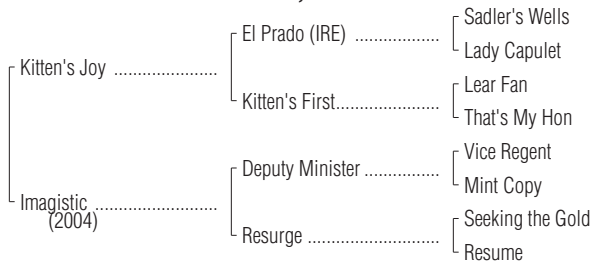 Sadler's Wells
El Prado (IRE) ..................
Lady Capulet
Kitten's Joy ......................
Lear Fan
Kitten's First......................
That's My Hon
Vice Regent
Deputy Minister ................
Mint Copy
Imagistic ..........................
(2004)
Seeking the Gold
Resurge ............................
Resume